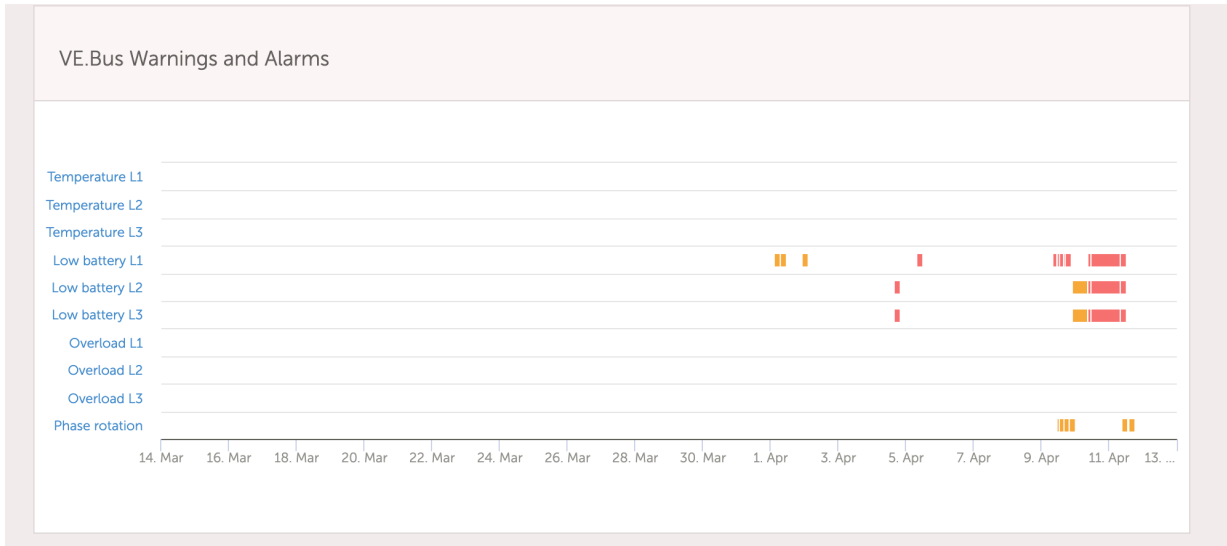 VE.Bus Warnings and Alarms
Temperature L1
Temperature L2
Temperature L3
Low battery L1
Low battery L2
Low battery L3
Overload L1
Overload L2
Overload L3
Phase rotation
14. Mar 16. Mar 18. Mar 20. Mar 22. Mar 24. Mar 26. Mar 28. Mar 30. Mar 1. Apr 3. Apr 5. Apr 7. Apr 9. Apr 11. Apr 13. ...